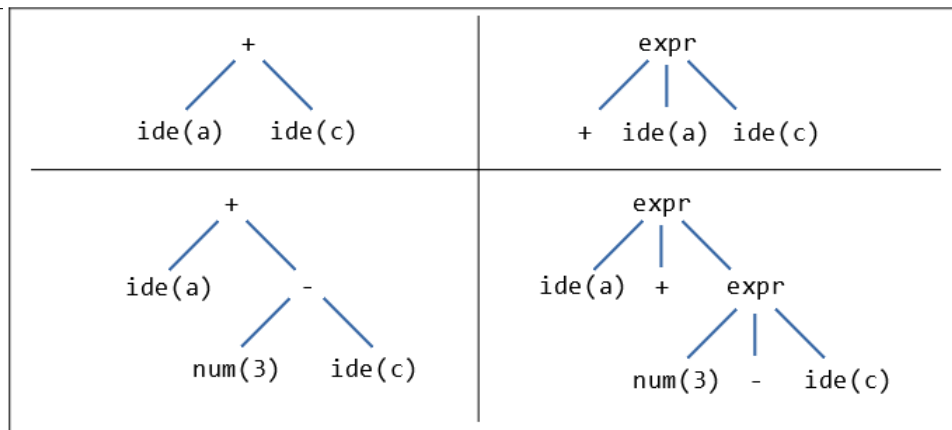 +
ide(a) ide(c)
expr
+ ide(a) ide(c)
+
ide(a) -
num(3) ide(c)
expr
ide(a) + expr
num(3) - ide(c)